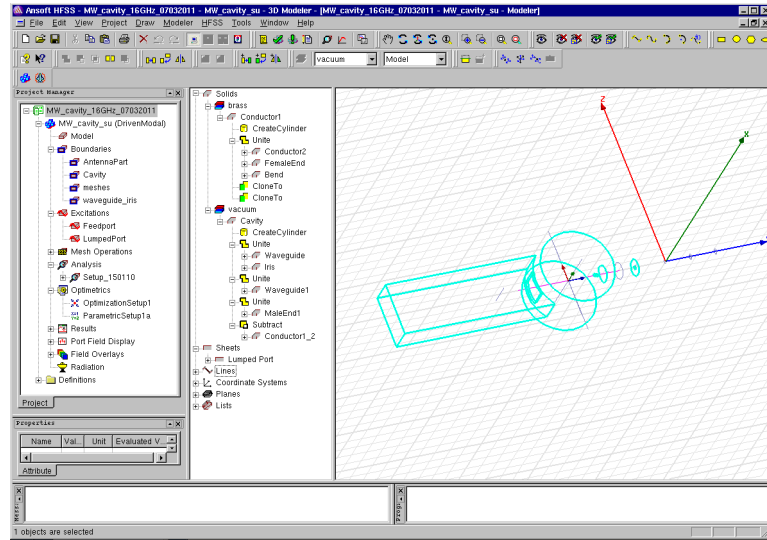 Ansoft HFSS - MW_cavity_16GHz_07032011 - MW_cavity_su - 3D Modeler - [MW_cavity_16GHz_07032011 - MW_cavity_su - Modeler]
File Edit View Project Draw Modeler HFSS Tools Window Help
vacuum Model
Project Manager
MW_cavity_16GHz_07032011
MW_cavity_su (DrivenModal)
Model
Boundaries
AntennaPart
Cavity
meshes
waveguide_iris
Excitations
Feedport
LumpedPort
Mesh Operations
Analysis
Setup_150110
Optimetrics
OptimizationSetup1
ParametricSetup1a
Results
Port Field Display
Field Overlays
Radiation
Definitions
Project
Properties
Name Val... Unit Evaluated V...
Attribute
Solids
brass
Conductor1
CreateCylinder
Unite
Conductor2
FemaleEnd
Bend
CloneTo
CloneTo
vacuum
Cavity
CreateCylinder
Unite
Waveguide
Iris
Unite
Waveguide1
Unite
MaleEnd1
Subtract
Conductor1_2
Sheets
Lumped Port
Lines
Coordinate Systems
Planes
Lists
Z
X
1 objects are selected